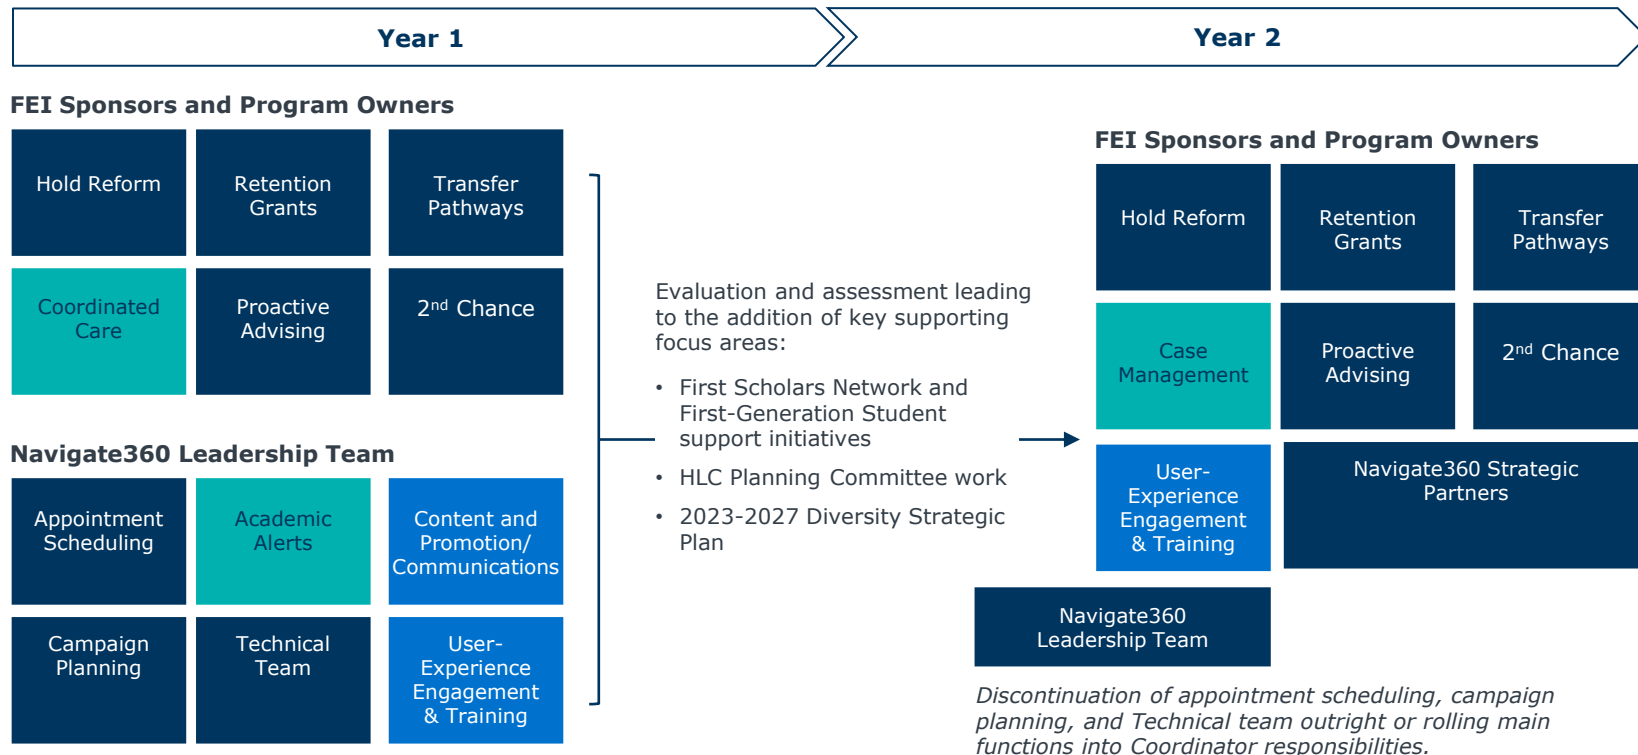 Year 1
Year 2
FEI Sponsors and Program Owners
Hold Reform
Retention
Grants
Transfer
Pathways
Coordinated
Care
Proactive
Advising
2nd Chance
Navigate360 Leadership Team
Appointment
Scheduling
Academic
Alerts
Content and
Promotion/
Communications
Campaign
Planning
Technical
Team
User-
Experience
Engagement
& Training
Evaluation and assessment leading
to the addition of key supporting
focus areas:
• First Scholars Network and
First-Generation Student
support initiatives
• HLC Planning Committee work
• 2023-2027 Diversity Strategic
Plan
FEI Sponsors and Program Owners
Hold Reform
Retention
Grants
Transfer
Pathways
Case
Management
Proactive
Advising
2nd Chance
User-
Experience
Engagement
& Training
Navigate360 Strategic
Partners
Navigate360
Leadership Team
Discontinuation of appointment scheduling, campaign
planning, and Technical team outright or rolling main
functions into Coordinator responsibilities.